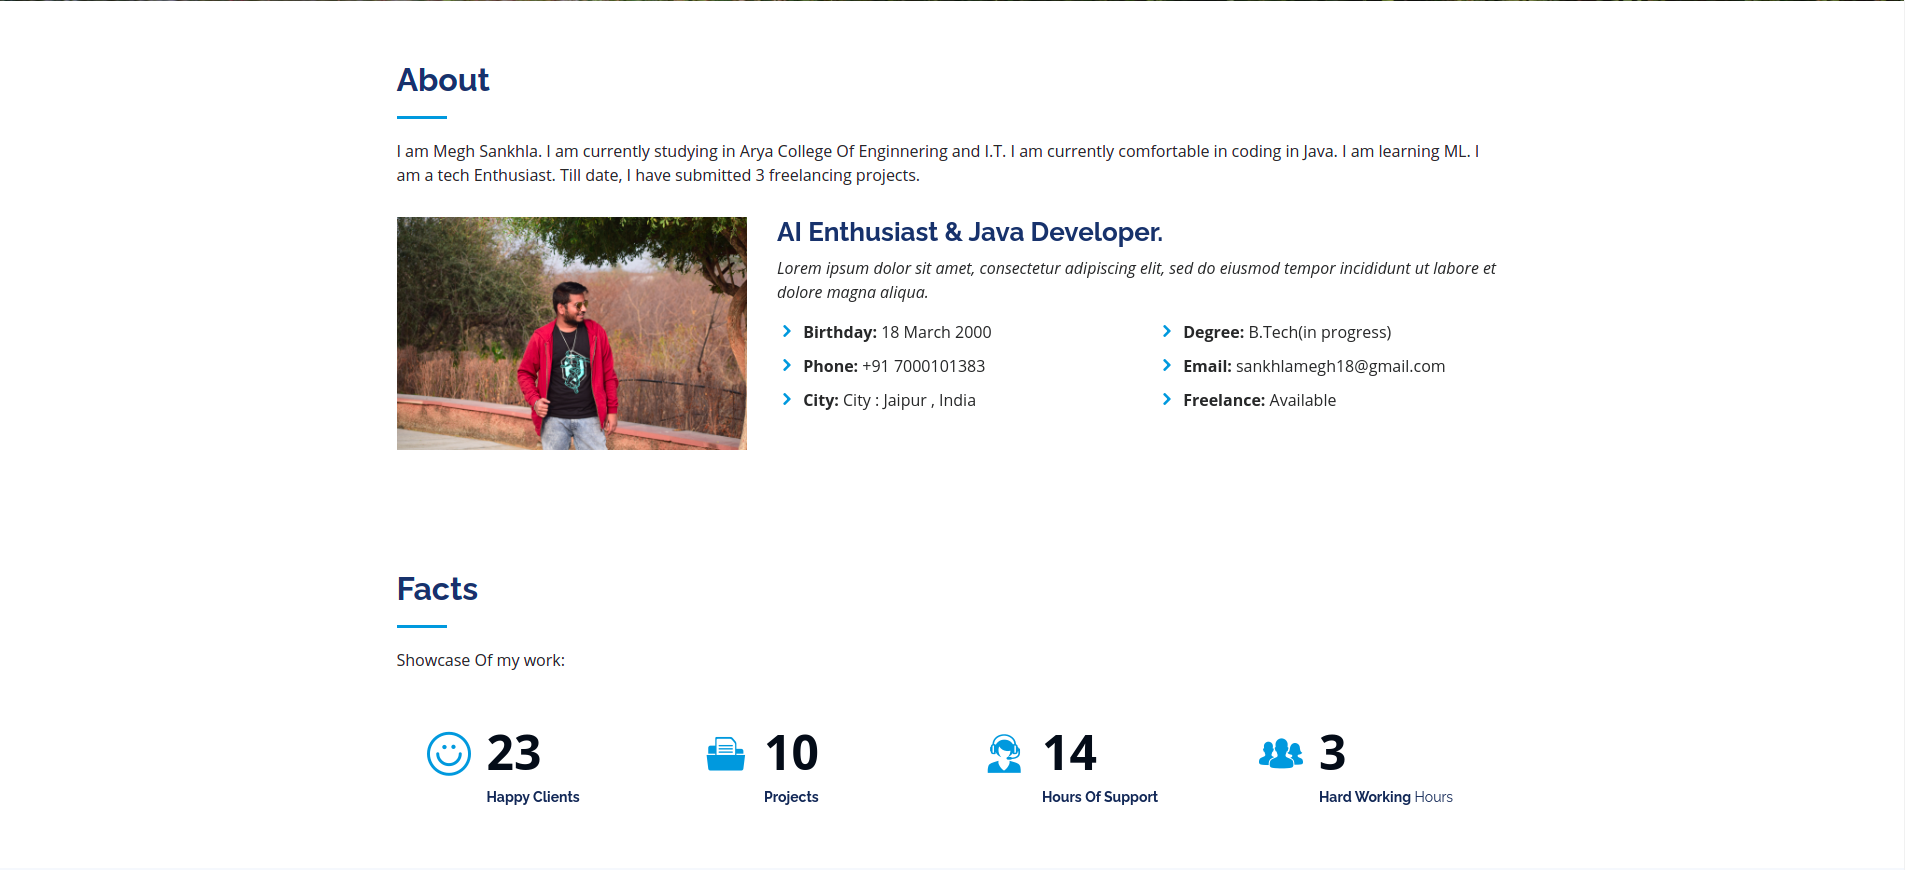 About
I am Megh Sankhla. I am currently studying in Arya College Of Enginnering and I.T. I am currently comfortable in coding in Java. I am learning ML. I
am a tech Enthusiast. Till date, I have submitted 3 freelancing projects.
AI Enthusiast & Java Developer.
Lorem ipsum dolor sit amet, consectetur adipiscing elit, sed do eiusmod tempor incididunt ut labore et
dolore magna aliqua.
Birthday: 18 March 2000
Phone: +91 7000101383
City: City : Jaipur , India
Degree: B.Tech(in progress)
Email: sankhlamegh18@gmail.com
Freelance: Available
Facts
Showcase Of my work:
23
Happy Clients
10
Projects
14
Hours Of Support
3
Hard Working Hours